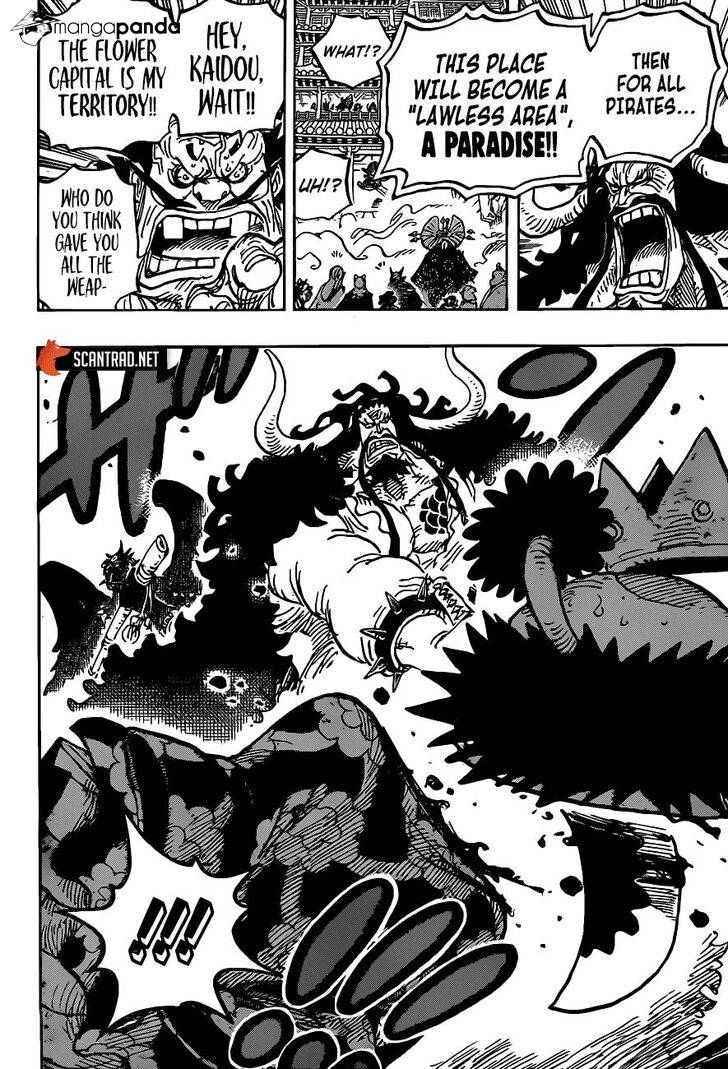 mangapanda
THEN
FOR ALL
PIRATES...
THIS PLACE
WILL BECOME A
"LAWLESS AREA",
A PARADISE!!
WHAT!?
UH!?
HEY,
KAIDOU,
WAIT!!
THE FLOWER
CAPITAL IS MY
TERRITORY!!
WHO DO
YOU THINK
GAVE YOU
ALL THE
WEAP-
SCANTRAD.NET
!!!